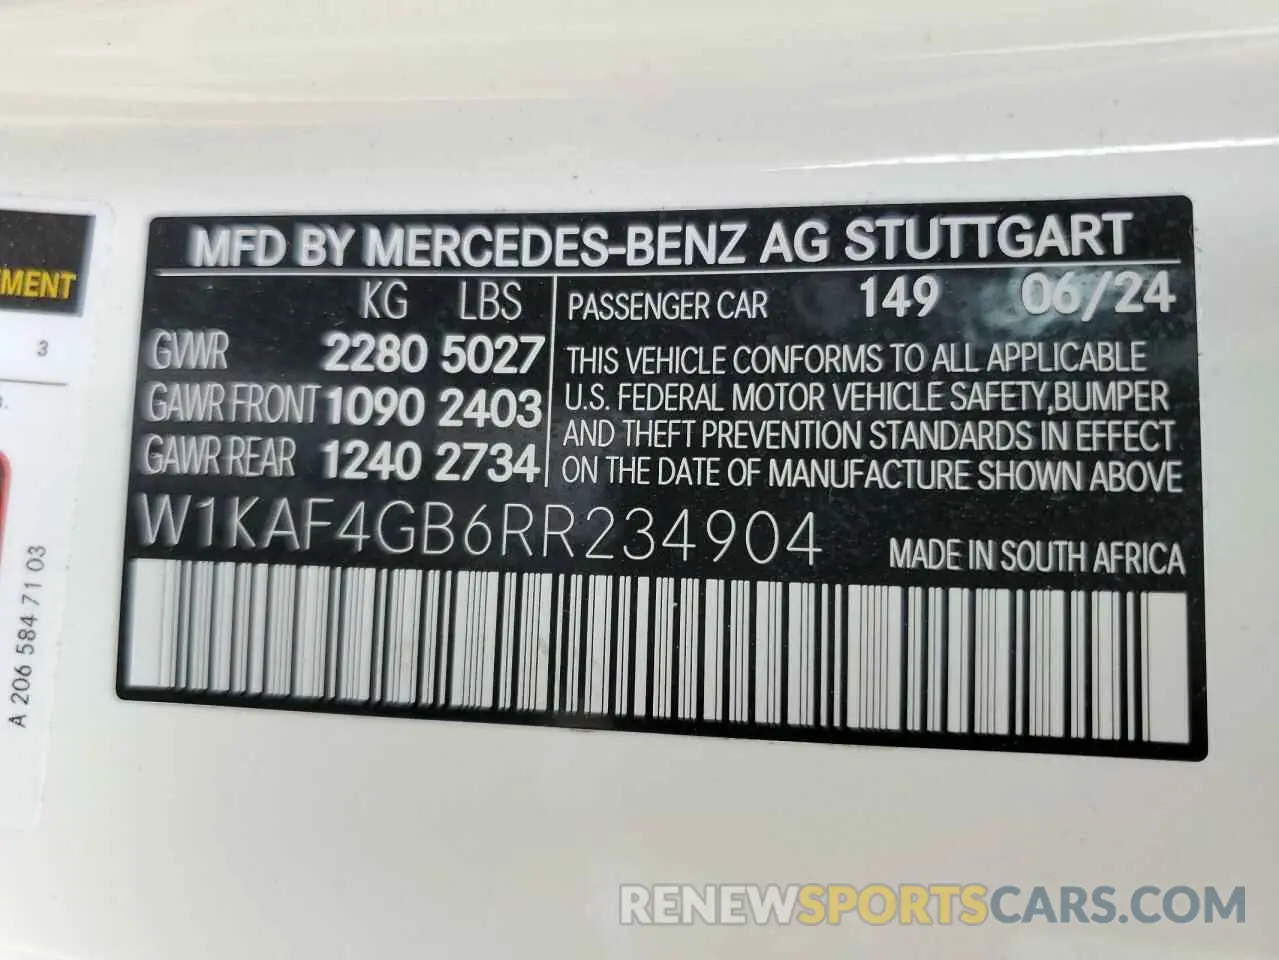 MFD BY MERCEDES-BENZ AG STUTTGART
KG LBS
GVWR 2280 5027
GAWR FRONT 1090 2403
GAWR REAR 1240 2734
PASSENGER CAR 149 06/24
THIS VEHICLE CONFORMS TO ALL APPLICABLE
U.S. FEDERAL MOTOR VEHICLE SAFETY,BUMPER
AND THEFT PREVENTION STANDARDS IN EFFECT
ON THE DATE OF MANUFACTURE SHOWN ABOVE
W1KAF4GB6RR234904
MADE IN SOUTH AFRICA
MENT
3
A 206 584 71 03
RENEWSPORTSCARS.COM